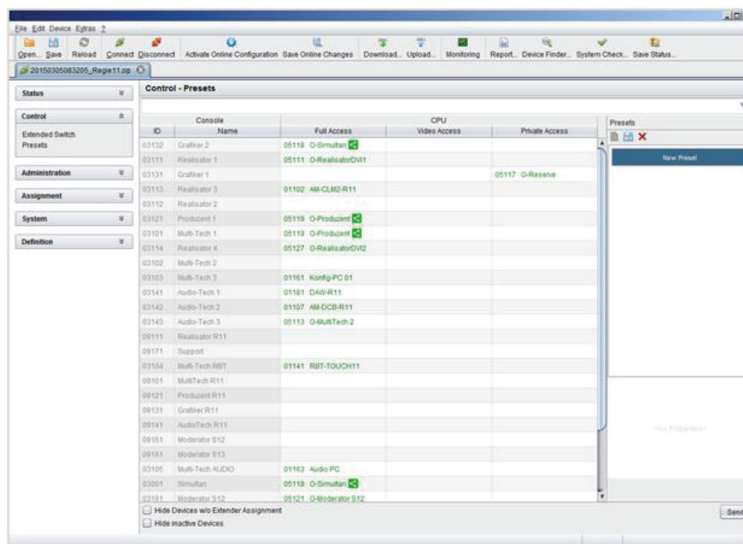 File Edit Device Extras ?
Open... Save Reload Connect Disconnect Activate Online Configuration Save Online Changes Download... Upload... Monitoring Report... Device Finder... System Check... Save Status...
20150305083205_Regie11.zip
Status
Control
Extended Switch
Presets
Administration
Assignment
System
Definition
Control - Presets
Console CPU
ID Name Full Access Video Access Private Access
03132 Grafiker 2 05118 O-Simultan
03111 Realisator 1 05111 O-RealisatorDVI1
03131 Grafiker 1 05117 O-Reserve
03113 Realisator 3 01102 AM-CLM2-R11
03112 Realisator 2
03121 Produzent 1 05119 O-Produzent
03101 Multi-Tech 1 05119 O-Produzent
03114 Realisator 4 05127 O-RealisatorDVI2
03102 Multi-Tech 2
03103 Multi-Tech 3 01161 Konfig-PC 01
03141 Audio-Tech 1 01181 DAW-R11
03142 Audio-Tech 2 01107 AM-DCB-R11
03143 Audio-Tech 3 05113 O-MultiTech 2
09111 Realisator R11
09171 Support
03104 Multi-Tech RBT 01141 RBT-TOUCH11
09101 MultiTech R11
09121 Produzent R11
09131 Grafiker R11
09141 AudioTech R11
09151 Moderator S12
09161 Moderator S13
03105 Multi-Tech AUDIO 01163 Audio PC
03001 Simultan 05118 O-Simultan
03151 Moderator S12 05121 O-Moderator S12
Hide Devices w/o Extender Assignment
Hide inactive Devices
Presets
New Preset
Send